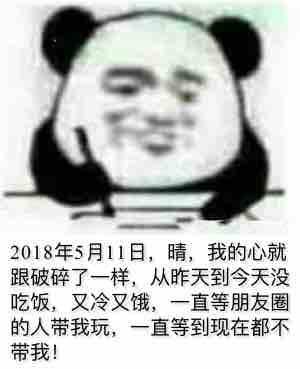 2018年5月11日，晴，我的心就
跟破碎了一样，从昨天到今天没
吃饭，又冷又饿，一直等朋友圈
的人带我玩，一直等到现在都不
带我！